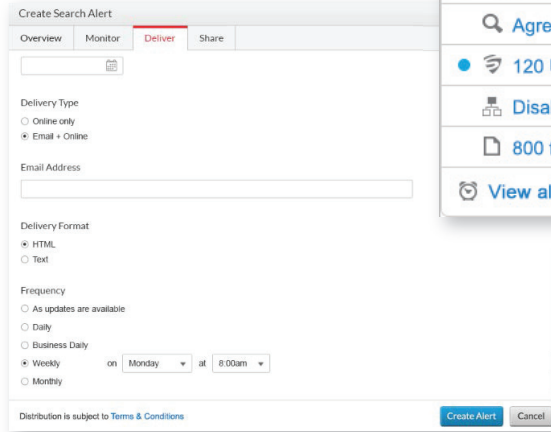 Create Search Alert
Overview Monitor Deliver Share
Delivery Type
Online only
Email + Online
Email Address
Delivery Format
HTML
Text
Frequency
As updates are available
Daily
Business Daily
Weekly on Monday at 8:00am
Monthly
Distribution is subject to Terms & Conditions
Create Alert Cancel
Agre
120
Disa
800
View al